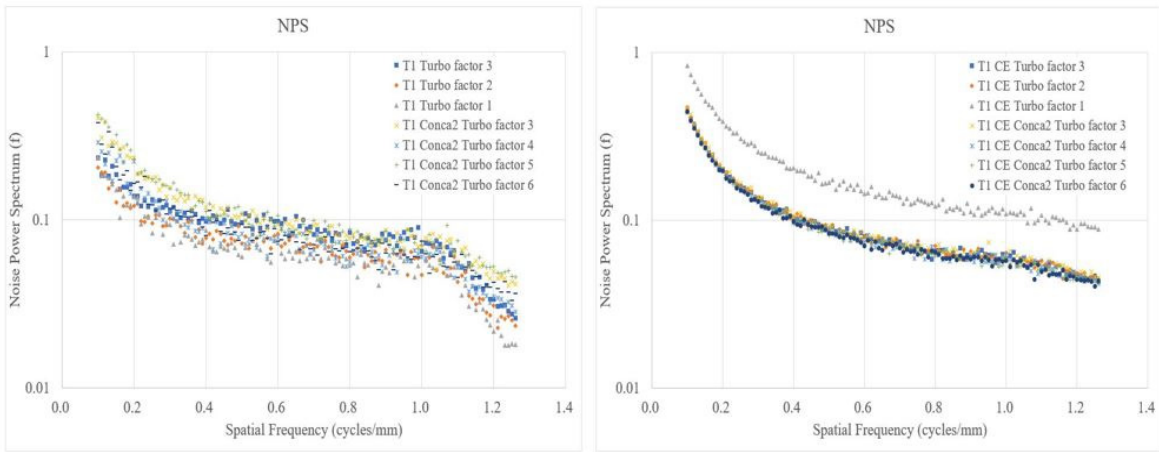 NPS
1
0.1
0.01
Noise Power Spectrum (f)
T1 Turbo factor 3
T1 Turbo factor 2
T1 Turbo factor 1
T1 Conca2 Turbo factor 3
T1 Conca2 Turbo factor 4
T1 Conca2 Turbo factor 5
T1 Conca2 Turbo factor 6
0.0 0.2 0.4 0.6 0.8 1.0 1.2 1.4
Spatial Frequency (cycles/mm)
NPS
1
0.1
0.01
Noise Power Spectrum (f)
T1 CE Turbo factor 3
T1 CE Turbo factor 2
T1 CE Turbo factor 1
T1 CE Conca2 Turbo factor 3
T1 CE Conca2 Turbo factor 4
T1 CE Conca2 Turbo factor 5
T1 CE Conca2 Turbo factor 6
0.0 0.2 0.4 0.6 0.8 1.0 1.2 1.4
Spatial Frequency (cycles/mm)